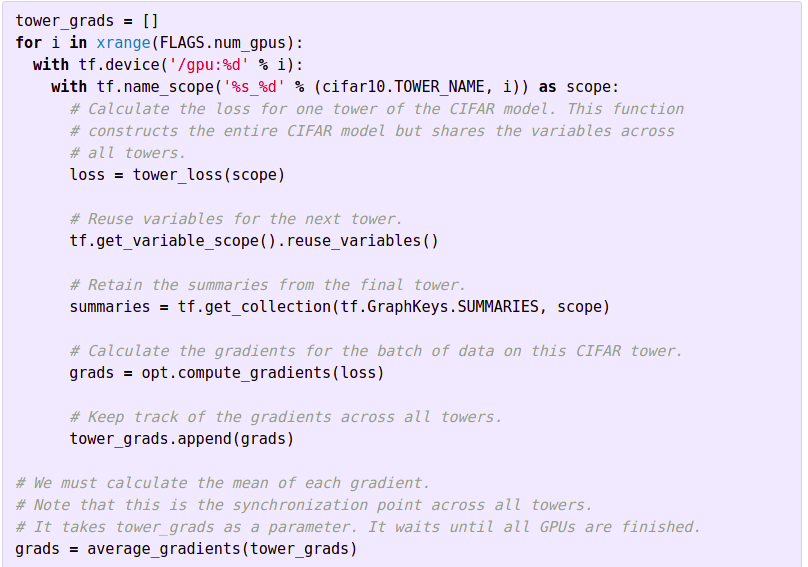 tower_grads = []
for i in xrange(FLAGS.num_gpus):
  with tf.device('/gpu:%d' % i):
    with tf.name_scope('%s_%d' % (cifar10.TOWER_NAME, i)) as scope:
      # Calculate the loss for one tower of the CIFAR model. This function
      # constructs the entire CIFAR model but shares the variables across
      # all towers.
      loss = tower_loss(scope)

      # Reuse variables for the next tower.
      tf.get_variable_scope().reuse_variables()

      # Retain the summaries from the final tower.
      summaries = tf.get_collection(tf.GraphKeys.SUMMARIES, scope)

      # Calculate the gradients for the batch of data on this CIFAR tower.
      grads = opt.compute_gradients(loss)

      # Keep track of the gradients across all towers.
      tower_grads.append(grads)

# We must calculate the mean of each gradient.
# Note that this is the synchronization point across all towers.
# It takes tower_grads as a parameter. It waits until all GPUs are finished.
grads = average_gradients(tower_grads)